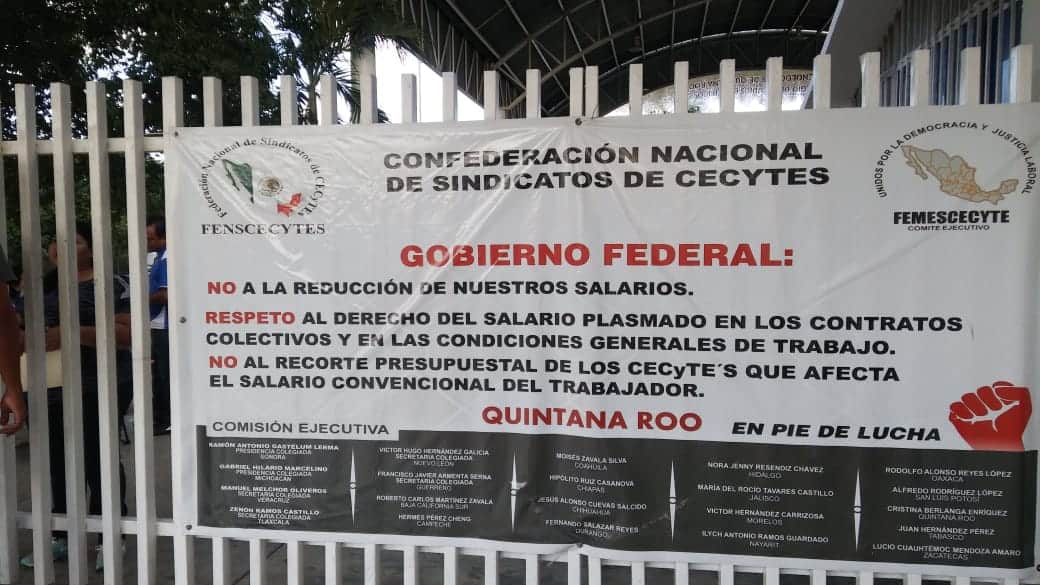 Federación Nacional de Sindicatos de CECyTEs
FENSCECYTES
CONFEDERACIÓN NACIONAL
DE SINDICATOS DE CECYTES
UNIDOS POR LA DEMOCRACIA Y JUSTICIA LABORAL
FEMESCECYTE
COMITE EJECUTIVO
GOBIERNO FEDERAL:
NO A LA REDUCCIÓN DE NUESTROS SALARIOS.
RESPETO AL DERECHO DEL SALARIO PLASMADO EN LOS CONTRATOS
COLECTIVOS Y EN LAS CONDICIONES GENERALES DE TRABAJO.
NO AL RECORTE PRESUPUESTAL DE LOS CECyTE´S QUE AFECTA
EL SALARIO CONVENCIONAL DEL TRABAJADOR.
QUINTANA ROO
EN PIE DE LUCHA
COMISIÓN EJECUTIVA
RAMÓN ANTONIO GASTELUM LERMA
PRESIDENCIA COLEGIADA
SONORA
GABRIEL HILARIO MARCELINO
PRESIDENCIA COLEGIADA
MICHOACAN
MANUEL MELCHOR OLIVEROS
SECRETARIA COLEGIADA
VERACRUZ
ZENON RAMOS CASTILLO
SECRETARIA COLEGIADA
TLAXCALA
VICTOR HUGO HERNÁNDEZ GALICIA
SECRETARIA COLEGIADA
NUEVO LEÓN
FRANCISCO JAVIER ARMENTA SERNA
GUERRERO
ROBERTO CARLOS MARTINEZ ZAVALA
BAJA CALIFORNIA SUR
HERMES PÉREZ CHENG
CAMPECHE
MOISÉS ZAVALA SILVA
COAHUILA
HIPÓLITO RUIZ CASANOVA
CHIAPAS
JESÚS ALONSO CUEVAS SALCIDO
CHIHUAHUA
FERNANDO SALAZAR REYES
DURANGO
NORA JENNY RESENDIZ CHAVEZ
HIDALGO
MARÍA DEL ROCÍO TAVARES CASTILLO
JALISCO
VICTOR HERNÁNDEZ CARRIZOSA
MORELOS
ILYCH ANTONIO RAMOS GUARDADO
NAYARIT
RODOLFO ALONSO REYES LÓPEZ
OAXACA
ALFREDO RODRÍGUEZ LÓPEZ
SAN LUIS POTOSÍ
CRISTINA BERLANGA ENRÍQUEZ
QUINTANA ROO
JUAN HERNÁNDEZ PÉREZ
TABASCO
LUCIO CUAUHTEMOC MENDOZA AMARO
ZACATECAS